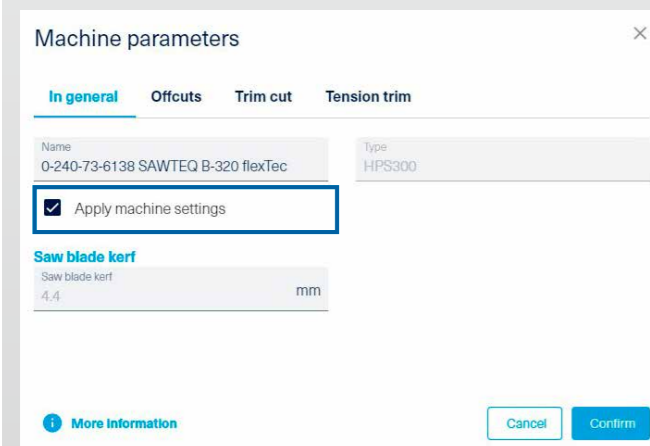 Machine parameters
In general Offcuts Trim cut Tension trim
Name Type
0-240-73-6138 SAWTEQ B-320 flexTec HPS300
Apply machine settings
Saw blade kerf
Saw blade kerf
4.4 mm
More Information Cancel Confirm